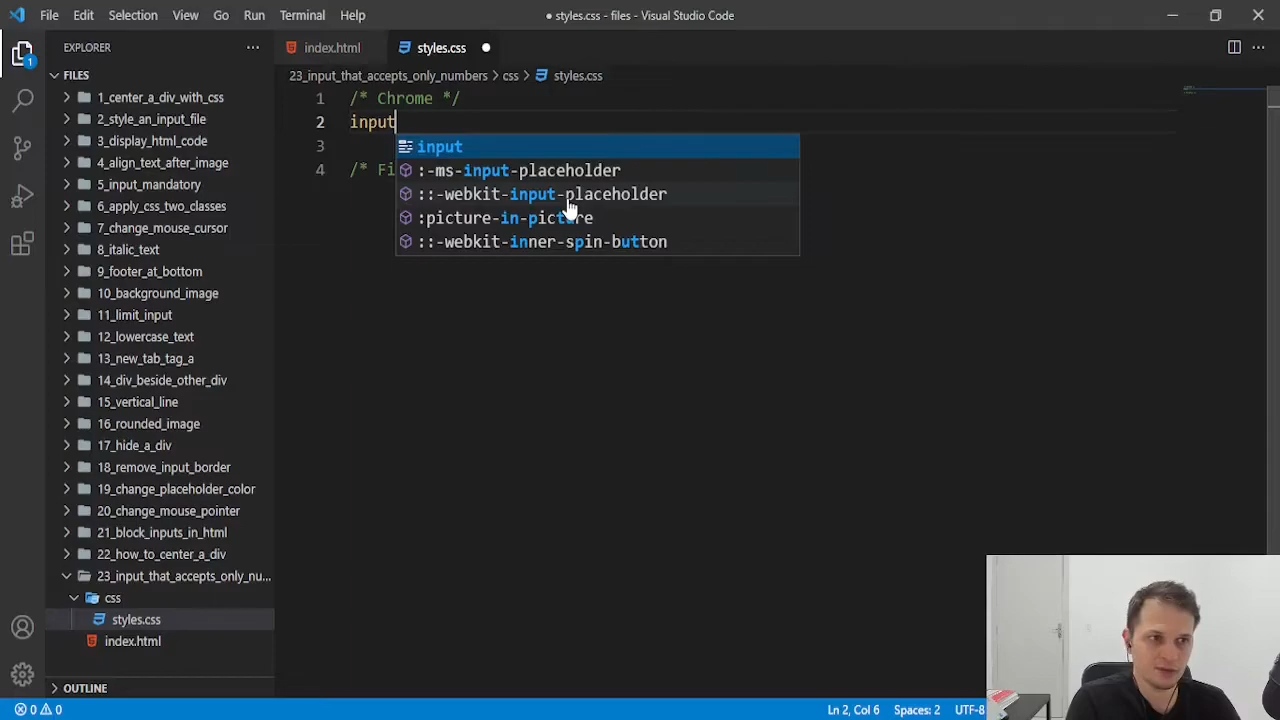 File Edit Selection View Go Run Terminal Help
● styles.css - files - Visual Studio Code
1
EXPLORER
index.html
styles.css
FILES
23_input_that_accepts_only_numbers > css > styles.css
1_center_a_div_with_css
2_style_an_input_file
3_display_html_code
4_align_text_after_image
5_input_mandatory
6_apply_css_two_classes
7_change_mouse_cursor
8_italic_text
9_footer_at_bottom
10_background_image
11_limit_input
12_lowercase_text
13_new_tab_tag_a
14_div_beside_other_div
15_vertical_line
16_rounded_image
17_hide_a_div
18_remove_input_border
19_change_placeholder_color
20_change_mouse_pointer
21_block_inputs_in_html
22_how_to_center_a_div
23_input_that_accepts_only_nu...
css
styles.css
index.html
OUTLINE
1 /* Chrome */
2 input
3
4 /* Fi
input
:-ms-input-placeholder
::-webkit-input-placeholder
:picture-in-picture
::-webkit-inner-spin-button
0 0
Ln 2, Col 6
Spaces: 2
UTF-8